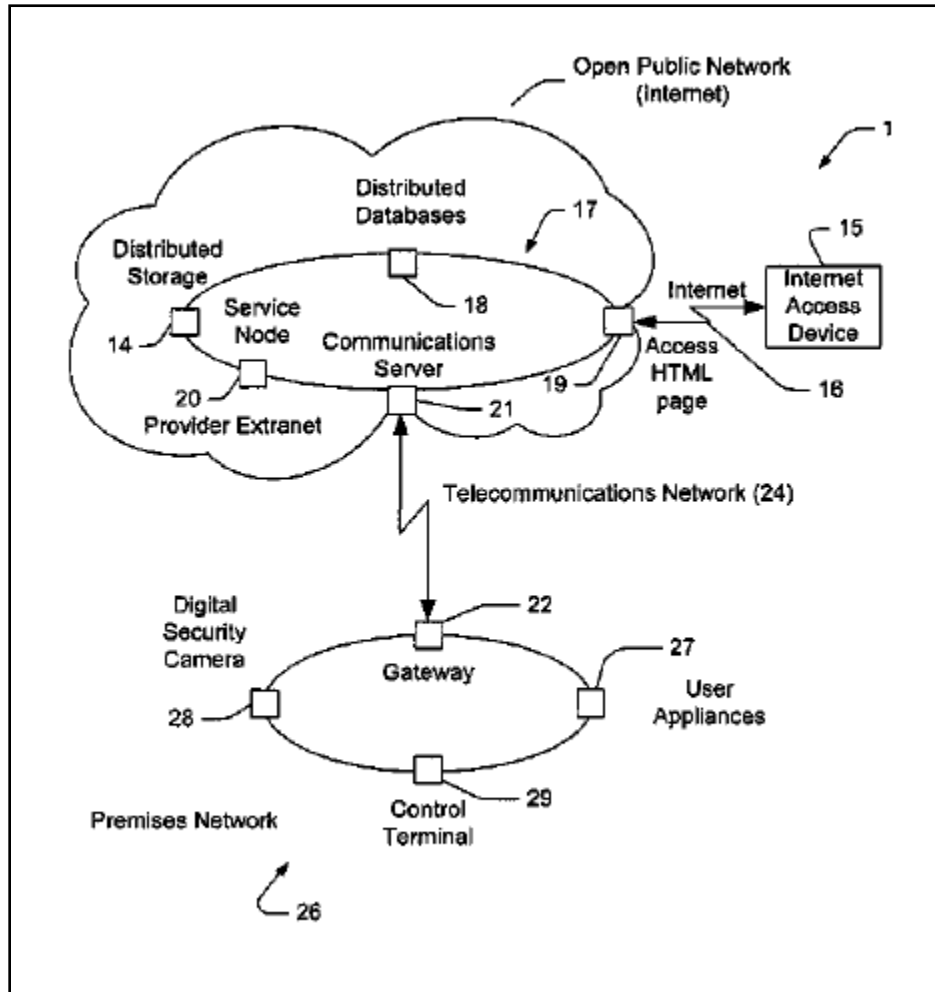 Open Public Network
(Internet)
1
Distributed
Databases
17
15
Distributed
Storage
Internet
Internet
Access
Device
18
Service
Node
14
Communications
Server
Access
HTML
page
19
16
20
21
Provider Extranet
Telecommunications Network (24)
Digital
Security
Camera
22
27
Gateway
User
Appliances
28
29
Control
Terminal
Premises Network
26